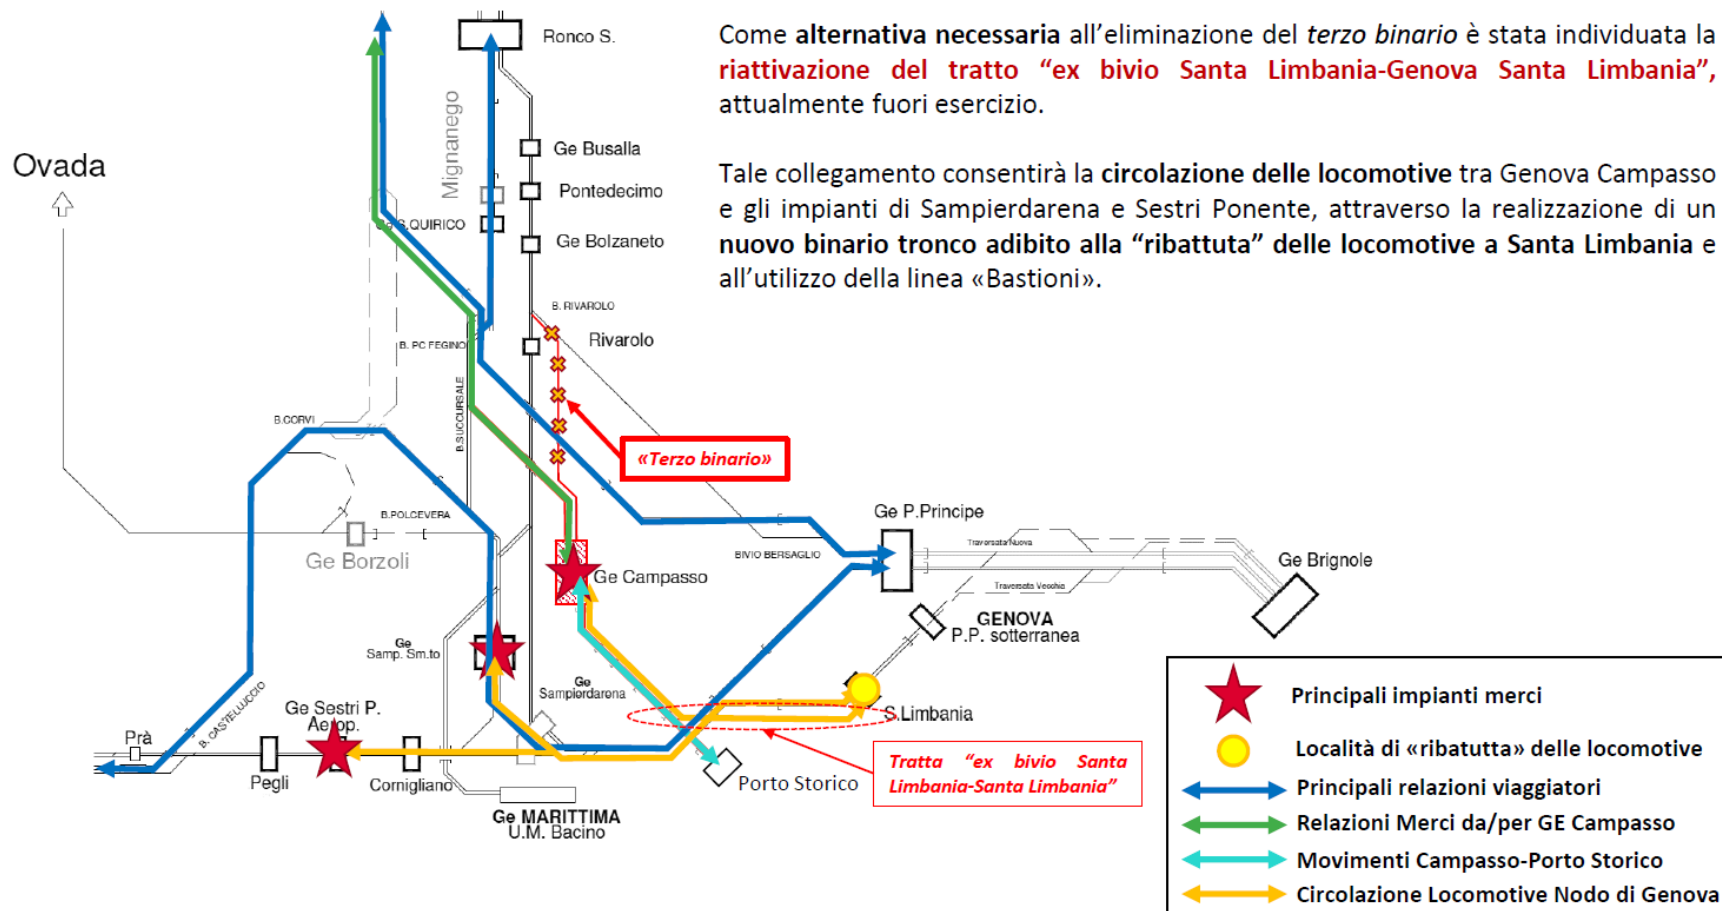 Come alternativa necessaria all'eliminazione del terzo binario è stata individuata la
riattivazione del tratto "ex bivio Santa Limbania-Genova Santa Limbania",
attualmente fuori esercizio.
Tale collegamento consentirà la circolazione delle locomotive tra Genova Campasso
e gli impianti di Sampierdarena e Sestri Ponente, attraverso la realizzazione di un
nuovo binario tronco adibito alla "ribattuta" delle locomotive a Santa Limbania e
all'utilizzo della linea «Bastioni».
Ronco S.
Mignanego
Ge Busalla
Pontedecimo
S.QUIRICO
Ge Bolzaneto
Ovada
B. RIVAROLO
Rivarolo
B. PC FEGINO
B.SUCCURSALE
B.CORVI
«Terzo binario»
B.POLCEVERA
Ge Borzoli
Ge P.Principe
BIVIO BERSAGLIO
Traversata Nuova
Traversata Vecchia
Ge Brignole
Ge Campasso
GENOVA
P.P. sotterranea
Ge
Samp. Sm.to
Ge
Sampierdarena
S.Limbania
B. CASTELLUCCIO
Ge Sestri P.
Aerop.
Prà
Pegli
Cornigliano
Porto Storico
Ge MARITTIMA
U.M. Bacino
Tratta "ex bivio Santa
Limbania-Santa Limbania"
Principali impianti merci
Località di «ribatutta» delle locomotive
Principali relazioni viaggiatori
Relazioni Merci da/per GE Campasso
Movimenti Campasso-Porto Storico
Circolazione Locomotive Nodo di Genova